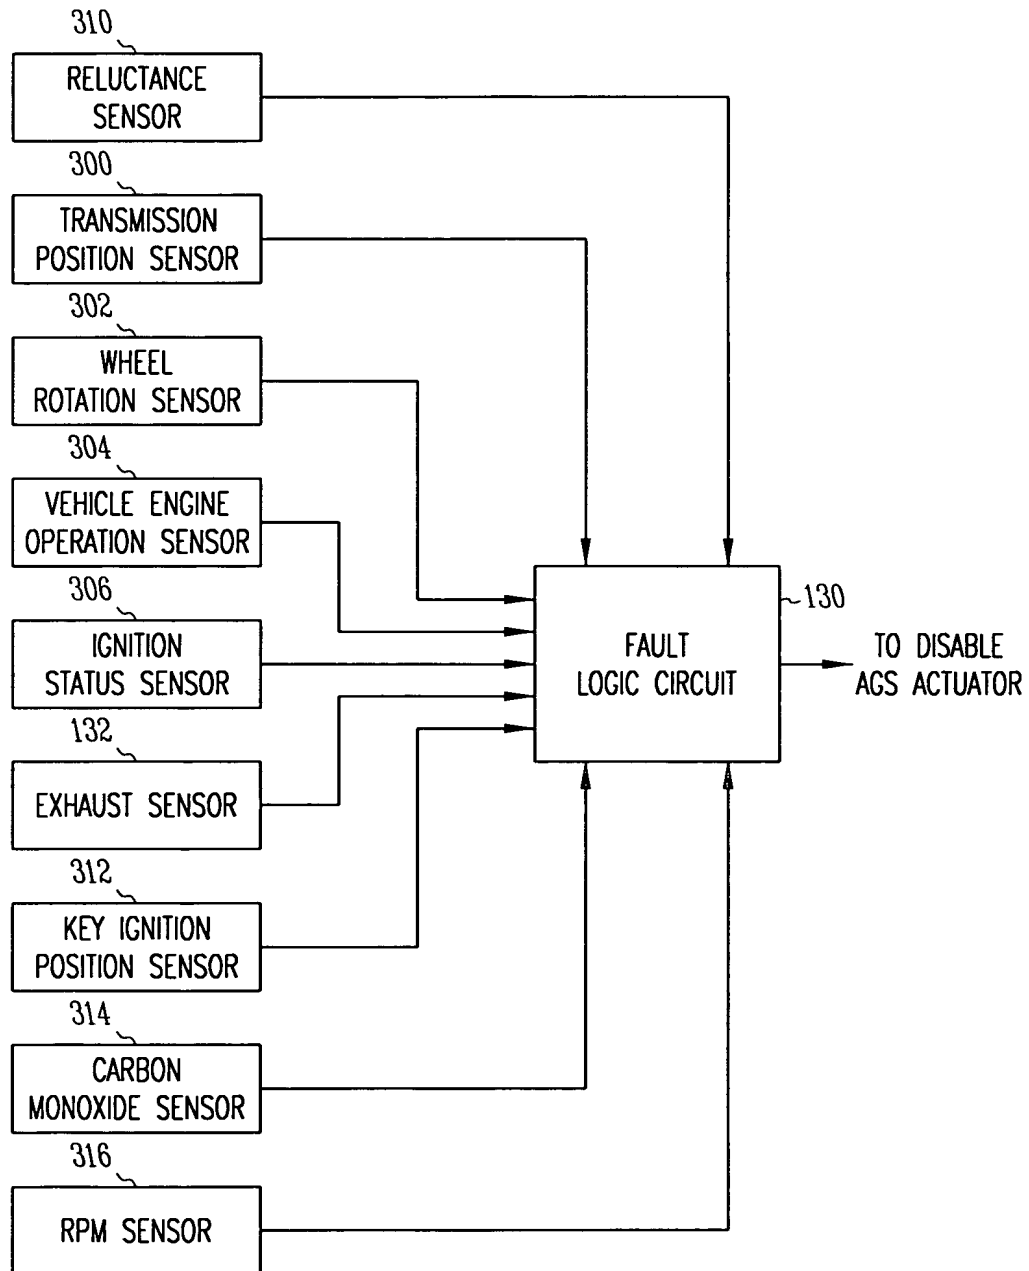 310
RELUCTANCE
SENSOR
300
TRANSMISSION
POSITION SENSOR
302
WHEEL
ROTATION SENSOR
304
VEHICLE ENGINE
OPERATION SENSOR
306
IGNITION
STATUS SENSOR
132
EXHAUST SENSOR
312
KEY IGNITION
POSITION SENSOR
314
CARBON
MONOXIDE SENSOR
316
RPM SENSOR
130
FAULT
LOGIC CIRCUIT
TO DISABLE
AGS ACTUATOR